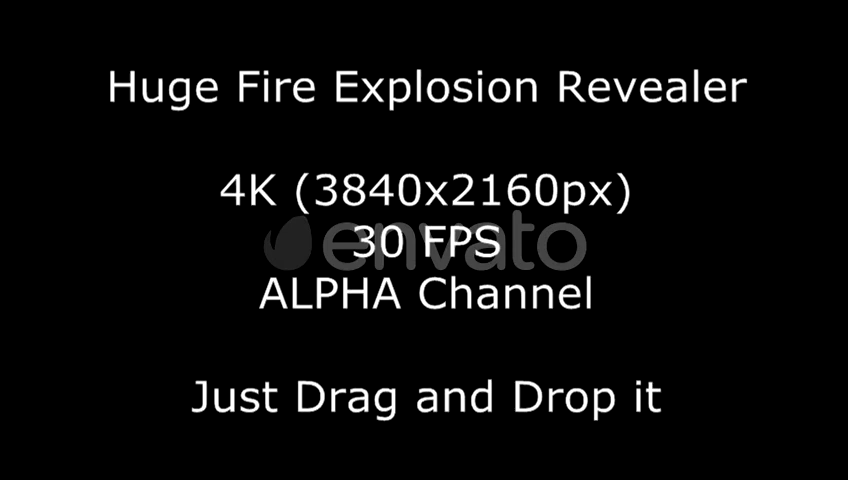 Huge Fire Explosion Revealer
4K (3840x2160px)
30 FPS
envato
ALPHA Channel
Just Drag and Drop it